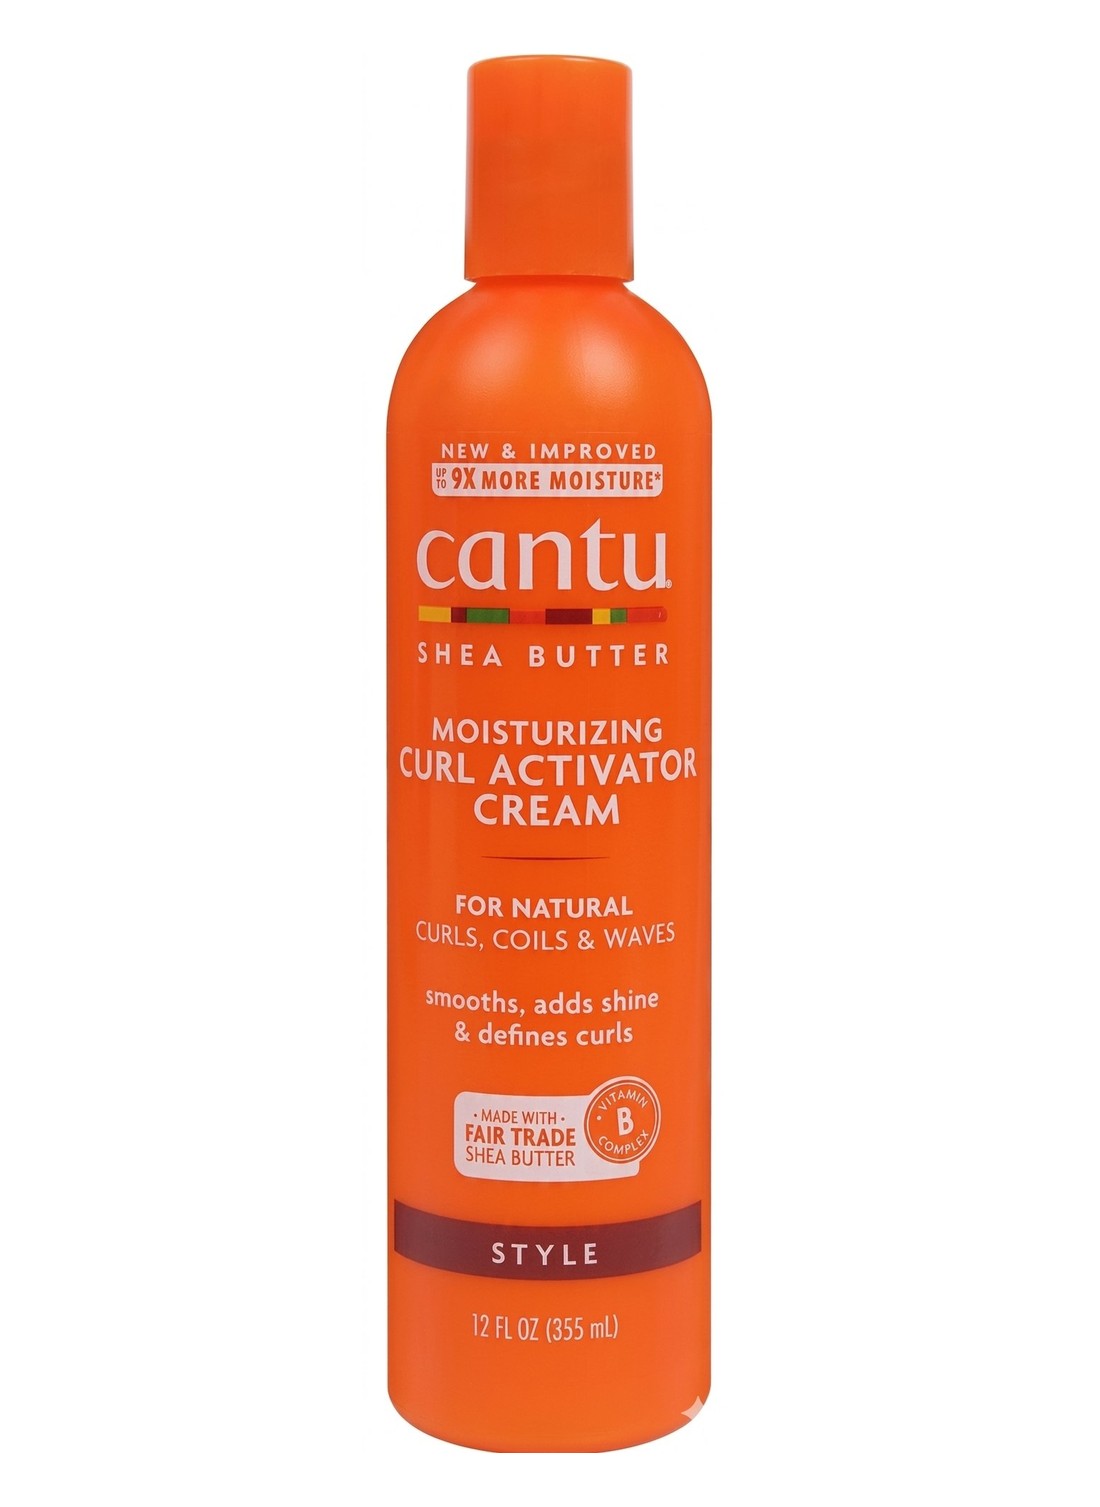 NEW & IMPROVED
UP TO 9X MORE MOISTURE*
cantu®
SHEA BUTTER
MOISTURIZING
CURL ACTIVATOR
CREAM
FOR NATURAL
CURLS, COILS & WAVES
smooths, adds shine
& defines curls
• MADE WITH •
FAIR TRADE
SHEA BUTTER
• VITAMIN
B
COMPLEX •
STYLE
12 FL OZ (355 mL)